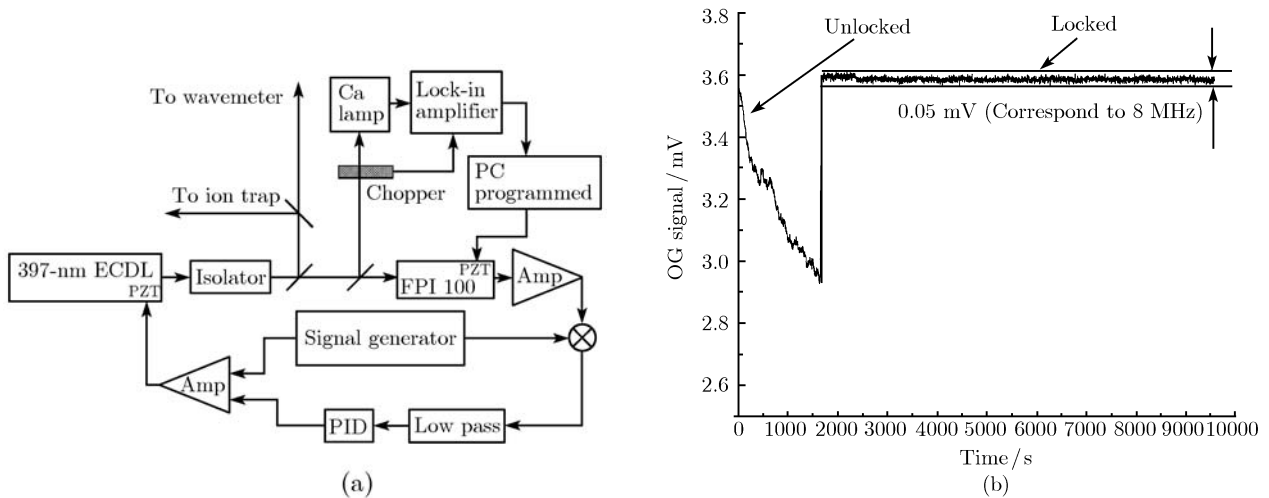 To wavemeter
Ca
lamp
Lock-in
amplifier
Chopper
PC
programmed
To ion trap
397-nm ECDL
PZT
Isolator
PZT
FPI 100
Amp
Signal generator
Amp
PID
Low pass
(a)
3.8
3.6
3.4
3.2
3.0
2.8
2.6
OG signal/mV
Unlocked
Locked
0.05 mV (Correspond to 8 MHz)
0 1000 2000 3000 4000 5000 6000 7000 8000 9000 10000
Time/s
(b)